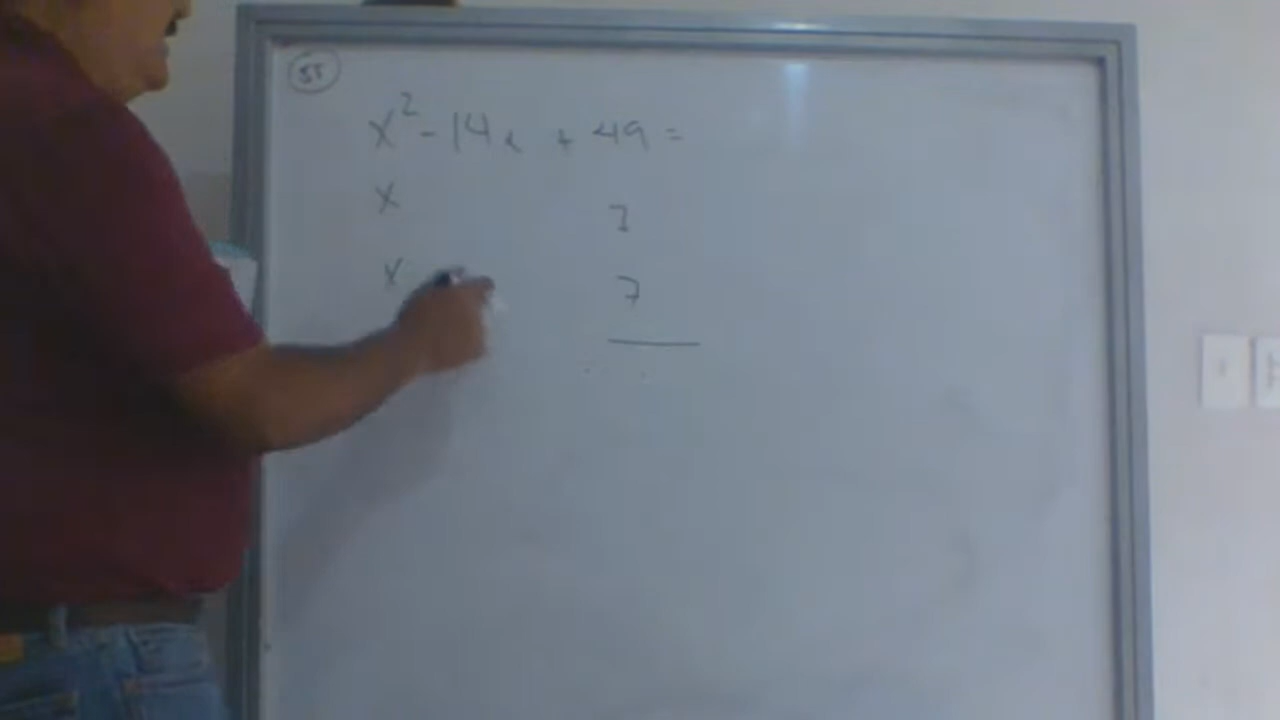 55
x² - 14x + 49 =
x 7
x 7